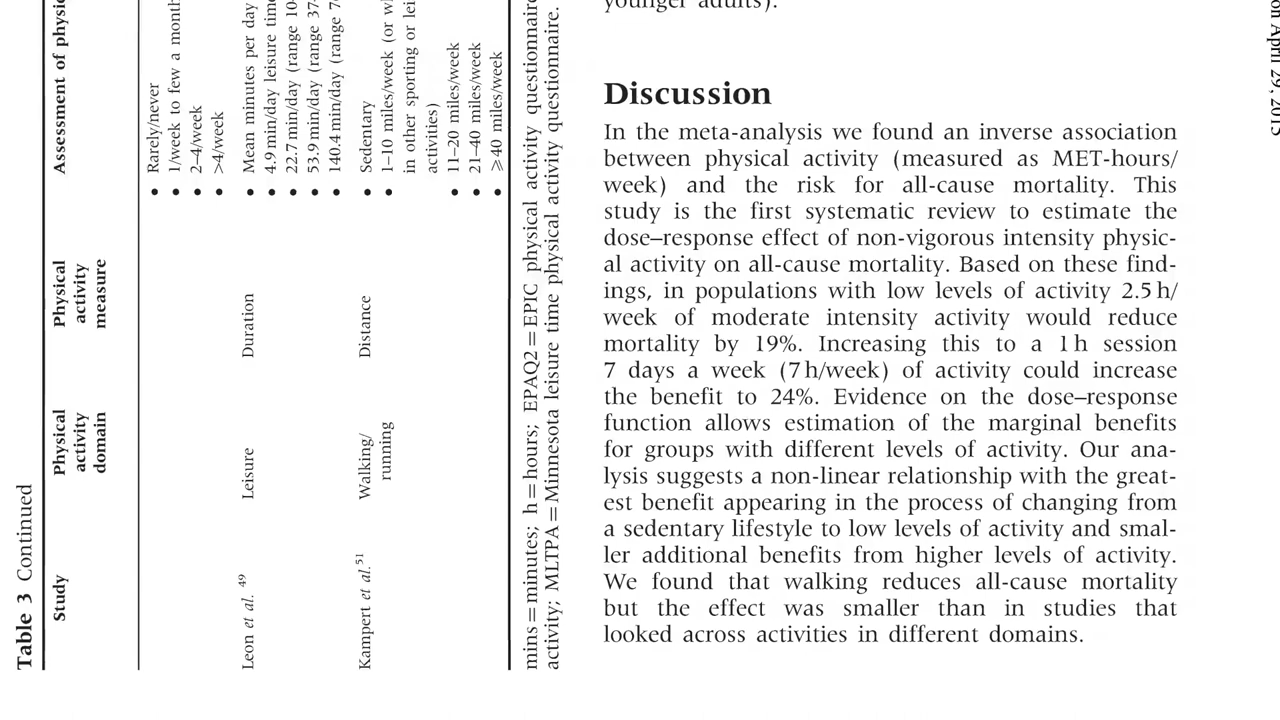 Table 3 Continued
Study
Physical
activity
domain
Physical
activity
measure
Assessment of
• Rarely/never
• 1/week to few a month
• 2–4/week
• >4/week
Leon et al. 49
Leisure
Duration
• Mean minutes per day
• 4.9 min/day leisure
• 22.7 min/day (range
• 53.9 min/day (range
• 140.4 min/day (range
Kampert et al.51
Walking/
running
Distance
• Sedentary
• 1–10 miles/week (or
in other sporting or
activities)
• 11–20 miles/week
• 21–40 miles/week
• ⩾40 miles/week
mins = minutes; h = hours; EPAQ2 = EPIC physical activity questionnaire
activity; MLTPA = Minnesota leisure time physical activity questionnaire.
younger adults).
Discussion
In the meta-analysis we found an inverse association
between physical activity (measured as MET-hours/
week) and the risk for all-cause mortality. This
study is the first systematic review to estimate the
dose–response effect of non-vigorous intensity physic-
al activity on all-cause mortality. Based on these find-
ings, in populations with low levels of activity 2.5 h/
week of moderate intensity activity would reduce
mortality by 19%. Increasing this to a 1 h session
7 days a week (7 h/week) of activity could increase
the benefit to 24%. Evidence on the dose–response
function allows estimation of the marginal benefits
for groups with different levels of activity. Our ana-
lysis suggests a non-linear relationship with the great-
est benefit appearing in the process of changing from
a sedentary lifestyle to low levels of activity and smal-
ler additional benefits from higher levels of activity.
We found that walking reduces all-cause mortality
but the effect was smaller than in studies that
looked across activities in different domains.
on April 29, 2015